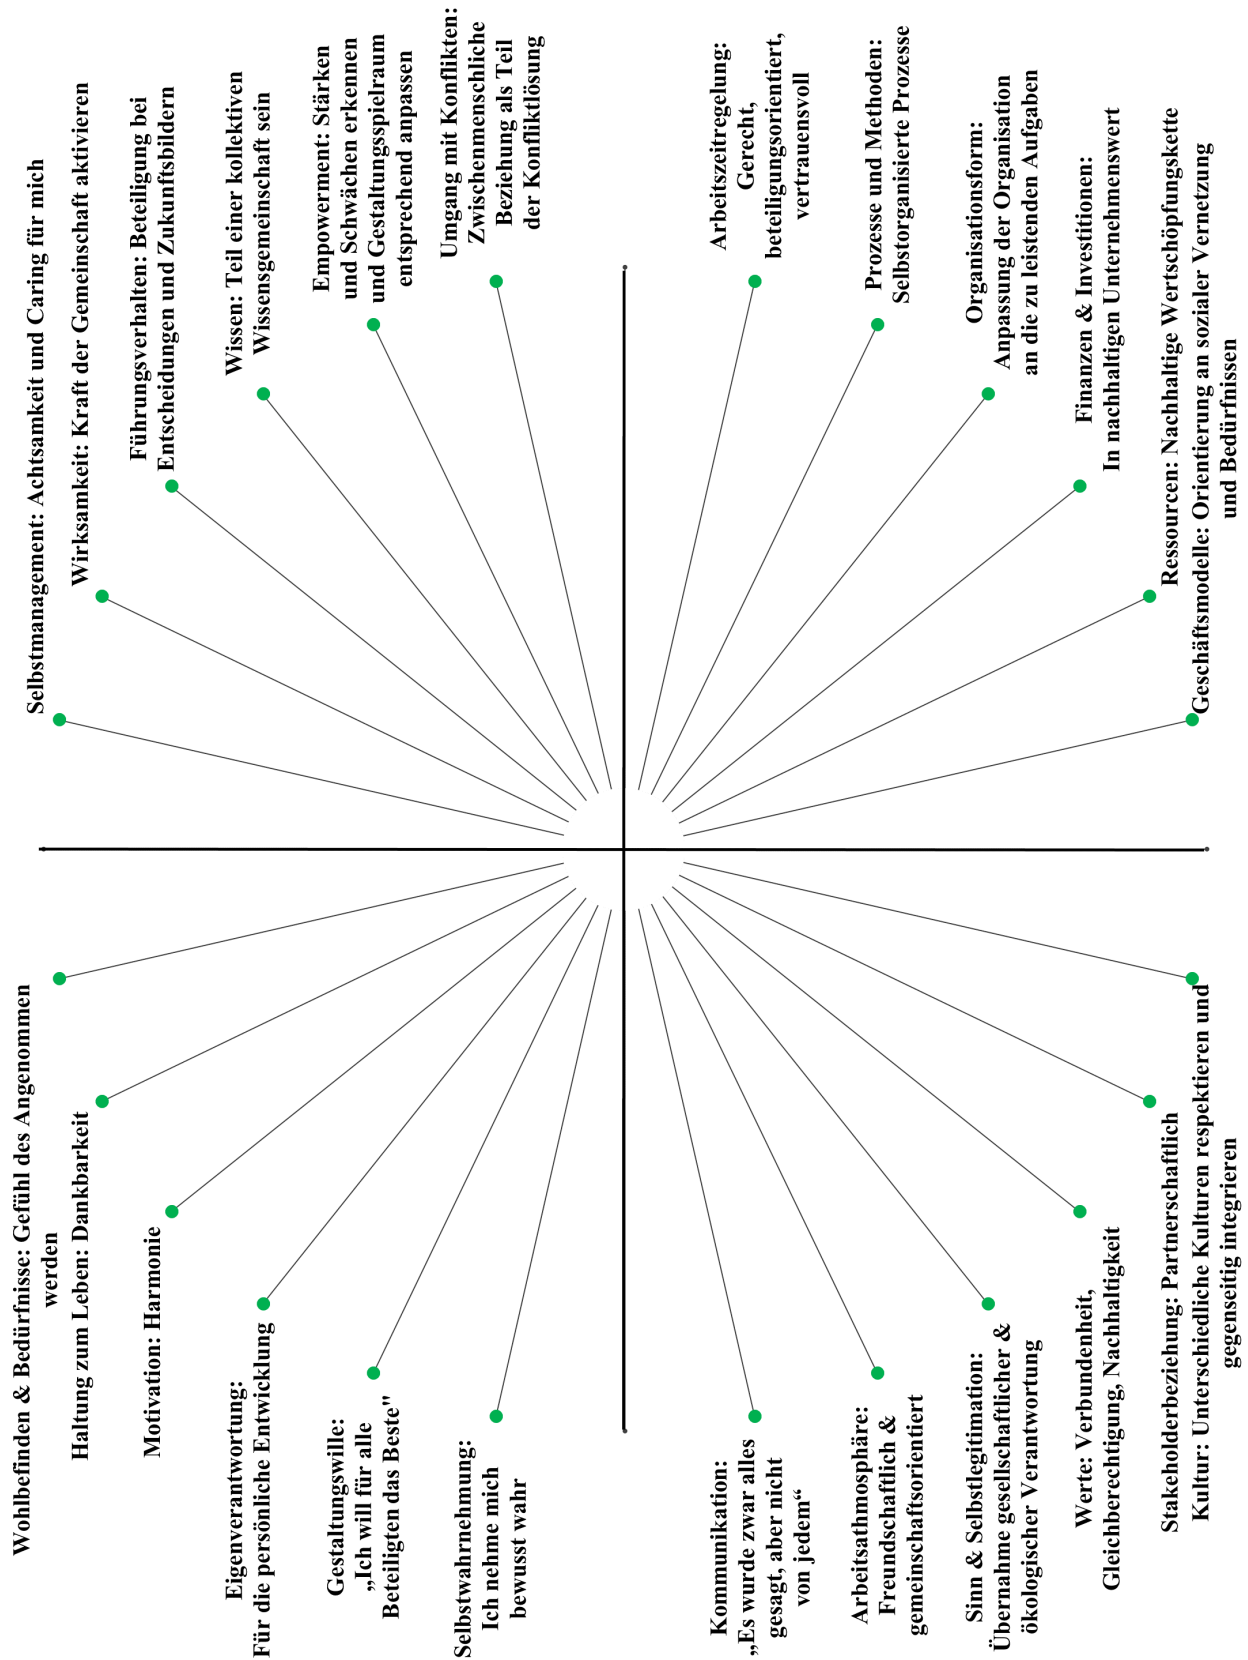 Wohlbefinden & Bedürfnisse: Gefühl des Angenommen
werden
Haltung zum Leben: Dankbarkeit
Motivation: Harmonie
Eigenverantwortung:
Für die persönliche Entwicklung
Gestaltungswille:
„Ich will für alle
Beteiligten das Beste"
Selbstwahrnehmung:
Ich nehme mich
bewusst wahr
Selbstmanagement: Achtsamkeit und Caring für mich
Wirksamkeit: Kraft der Gemeinschaft aktivieren
Führungsverhalten: Beteiligung bei
Entscheidungen und Zukunftsbildern
Wissen: Teil einer kollektiven
Wissensgemeinschaft sein
Empowerment: Stärken
und Schwächen erkennen
und Gestaltungsspielraum
entsprechend anpassen
Umgang mit Konflikten:
Zwischenmenschliche
Beziehung als Teil
der Konfliktlösung
Kommunikation:
„Es wurde zwar alles
gesagt, aber nicht
von jedem“
Arbeitsathmosphäre:
Freundschaftlich &
gemeinschaftsorientiert
Sinn & Selbstlegitimation:
Übernahme gesellschaftlicher &
ökologischer Verantwortung
Werte: Verbundenheit,
Gleichberechtigung, Nachhaltigkeit
Stakeholderbeziehung: Partnerschaftlich
Kultur: Unterschiedliche Kulturen respektieren und
gegenseitig integrieren
Arbeitszeitregelung:
Gerecht,
beteiligungsorientiert,
vertrauensvoll
Prozesse und Methoden:
Selbstorganisierte Prozesse
Organisationsform:
Anpassung der Organisation
an die zu leistenden Aufgaben
Finanzen & Investitionen:
In nachhaltigen Unternehmenswert
Ressourcen: Nachhaltige Wertschöpfungskette
Geschäftsmodelle: Orientierung an sozialer Vernetzung
und Bedürfnissen